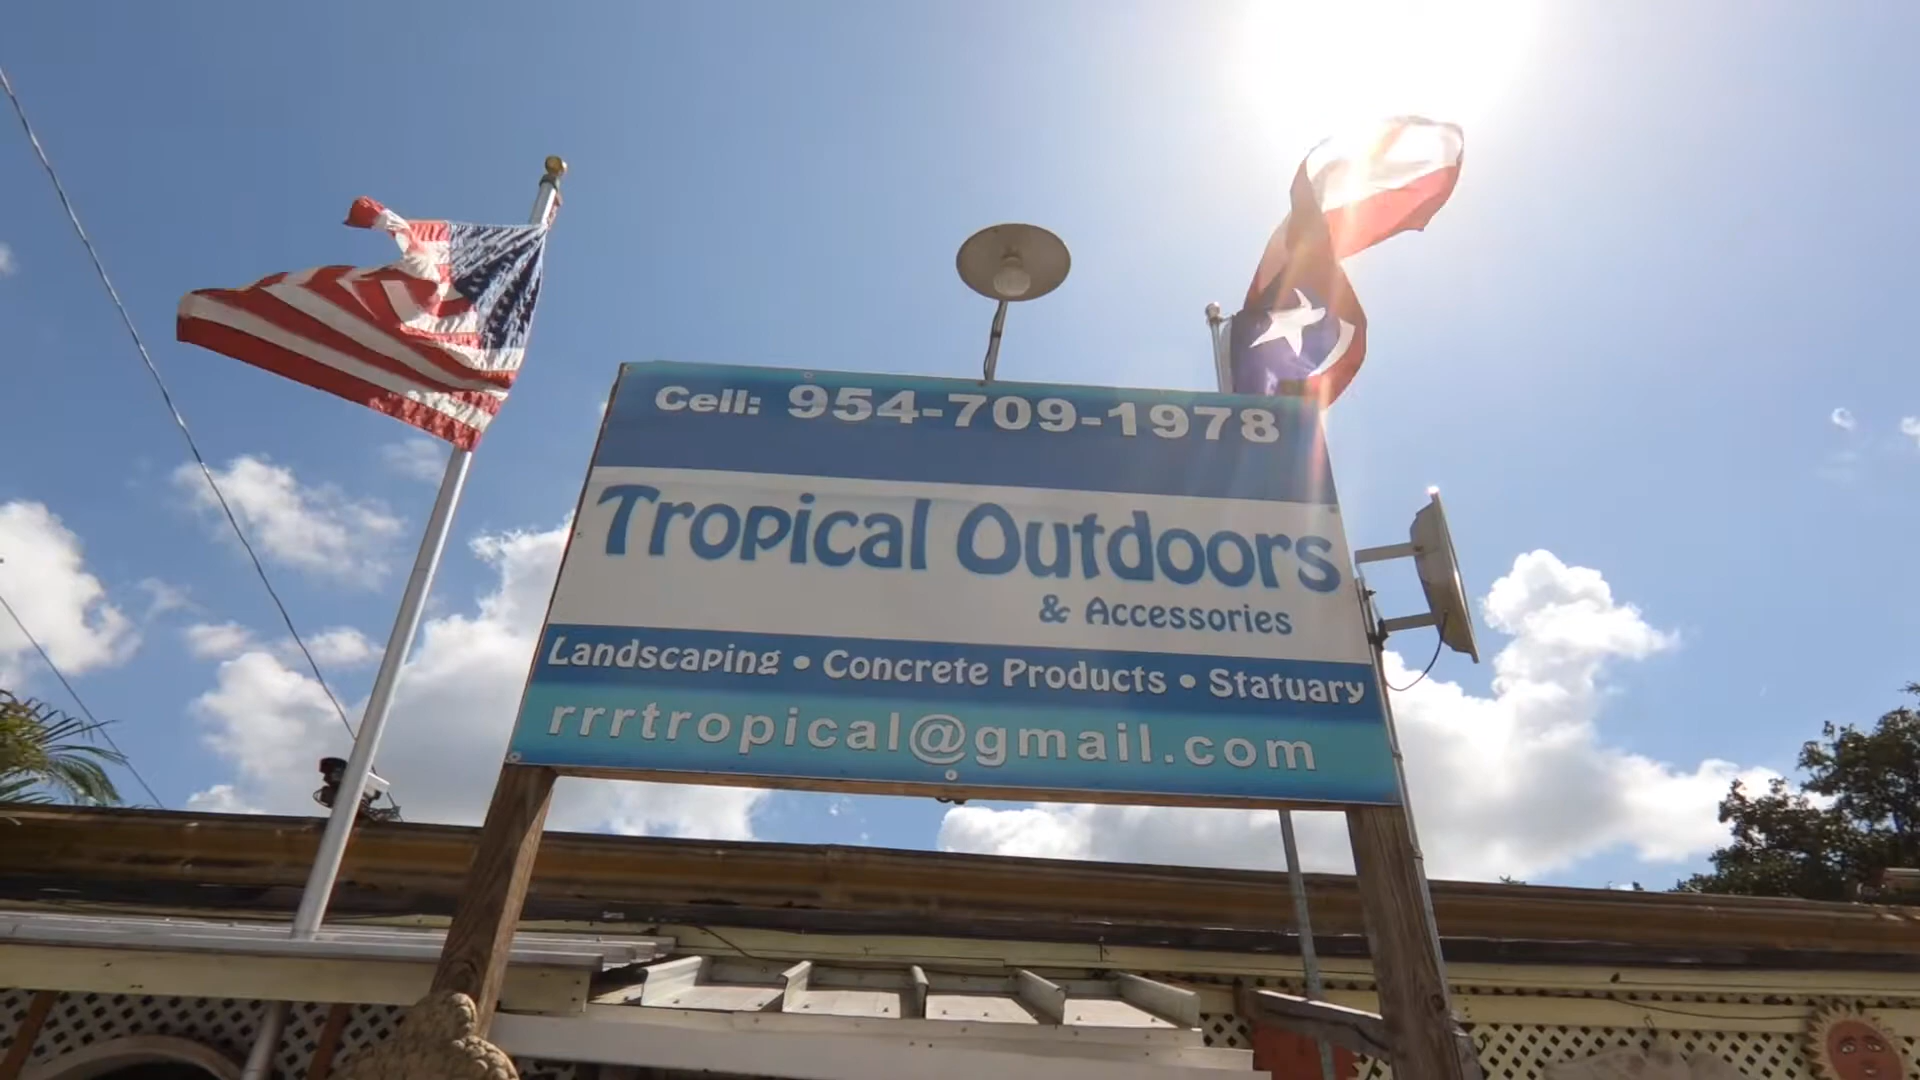 Cell: 954-709-1978
Tropical Outdoors
& Accessories
Landscaping • Concrete Products • Statuary
rrrtropical@gmail.com